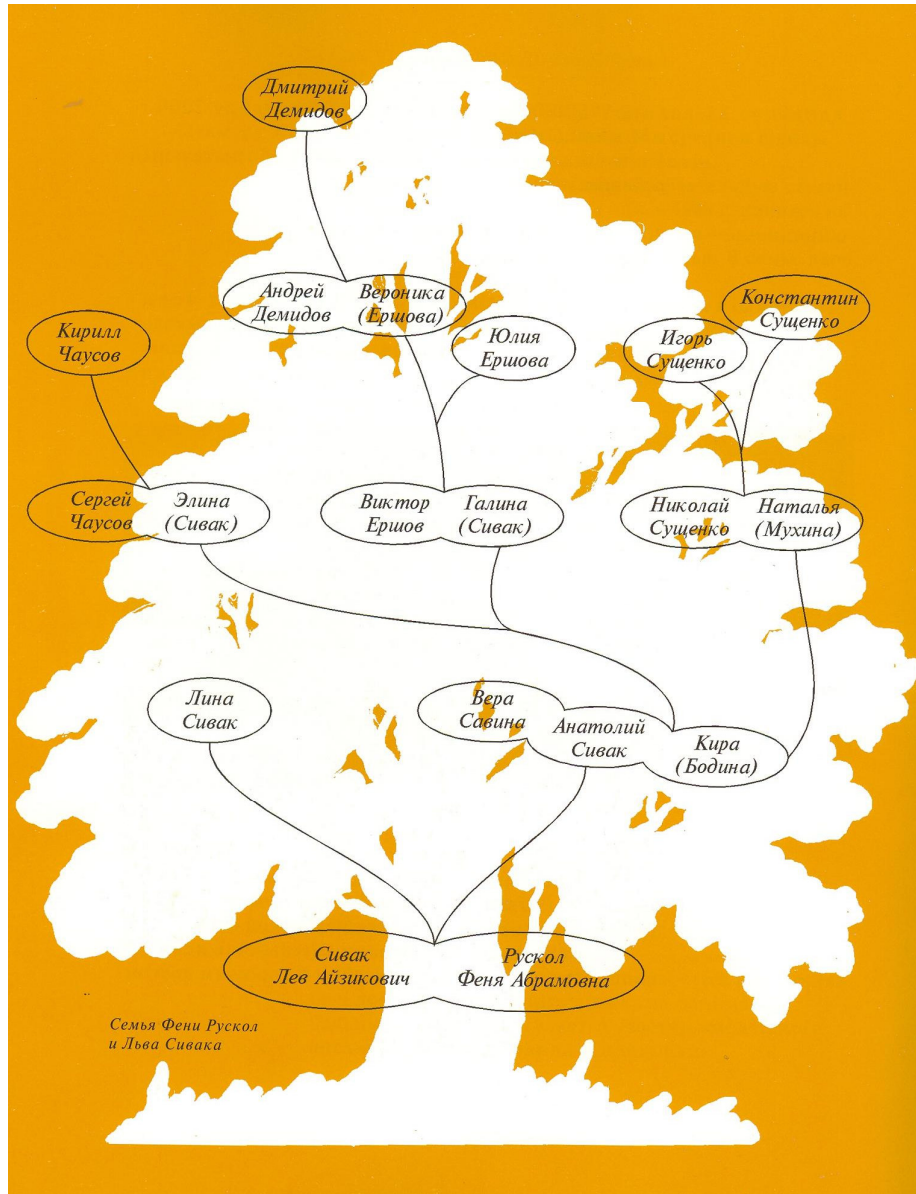 Дмитрий
Демидов
Андрей
Демидов
Вероника
(Ершова)
Константин
Сущенко
Кирилл
Чаусов
Юлия
Ершова
Игорь
Сущенко
Сергей
Чаусов
Элина
(Сивак)
Виктор
Ершов
Галина
(Сивак)
Николай
Сущенко
Наталья
(Мухина)
Лина
Сивак
Вера
Савина
Анатолий
Сивак
Кира
(Бодина)
Сивак
Лев Айзикович
Рускол
Феня Абрамовна
Семья Фени Рускол
и Льва Сивака